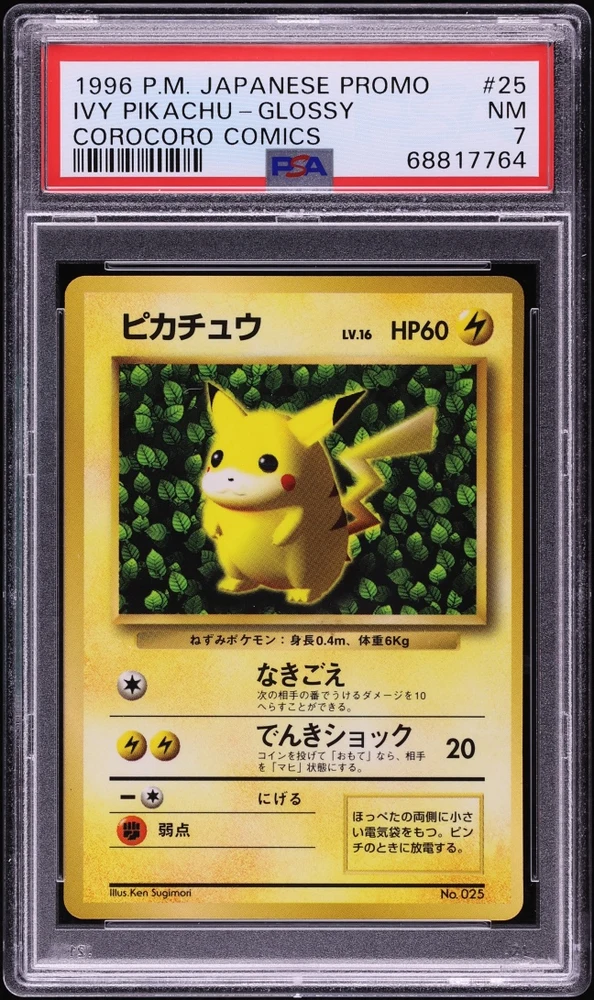 1996 P.M. JAPANESE PROMO #25
IVY PIKACHU-GLOSSY NM
COROCORO COMICS 7
PSA 68817764
ピカチュウ LV.16 HP60
ねずみポケモン：身長0.4m、体重6Kg
なきごえ
次の相手の番でうけるダメージを10
へらすことができる。
でんきショック 20
コインを投げて「おもて」なら、相手
を「マヒ」状態にする。
にげる
弱点
ほっぺたの両側に小さ
い電気袋をもつ。ピン
チのときに放電する。
Illus.Ken Sugimori No.025